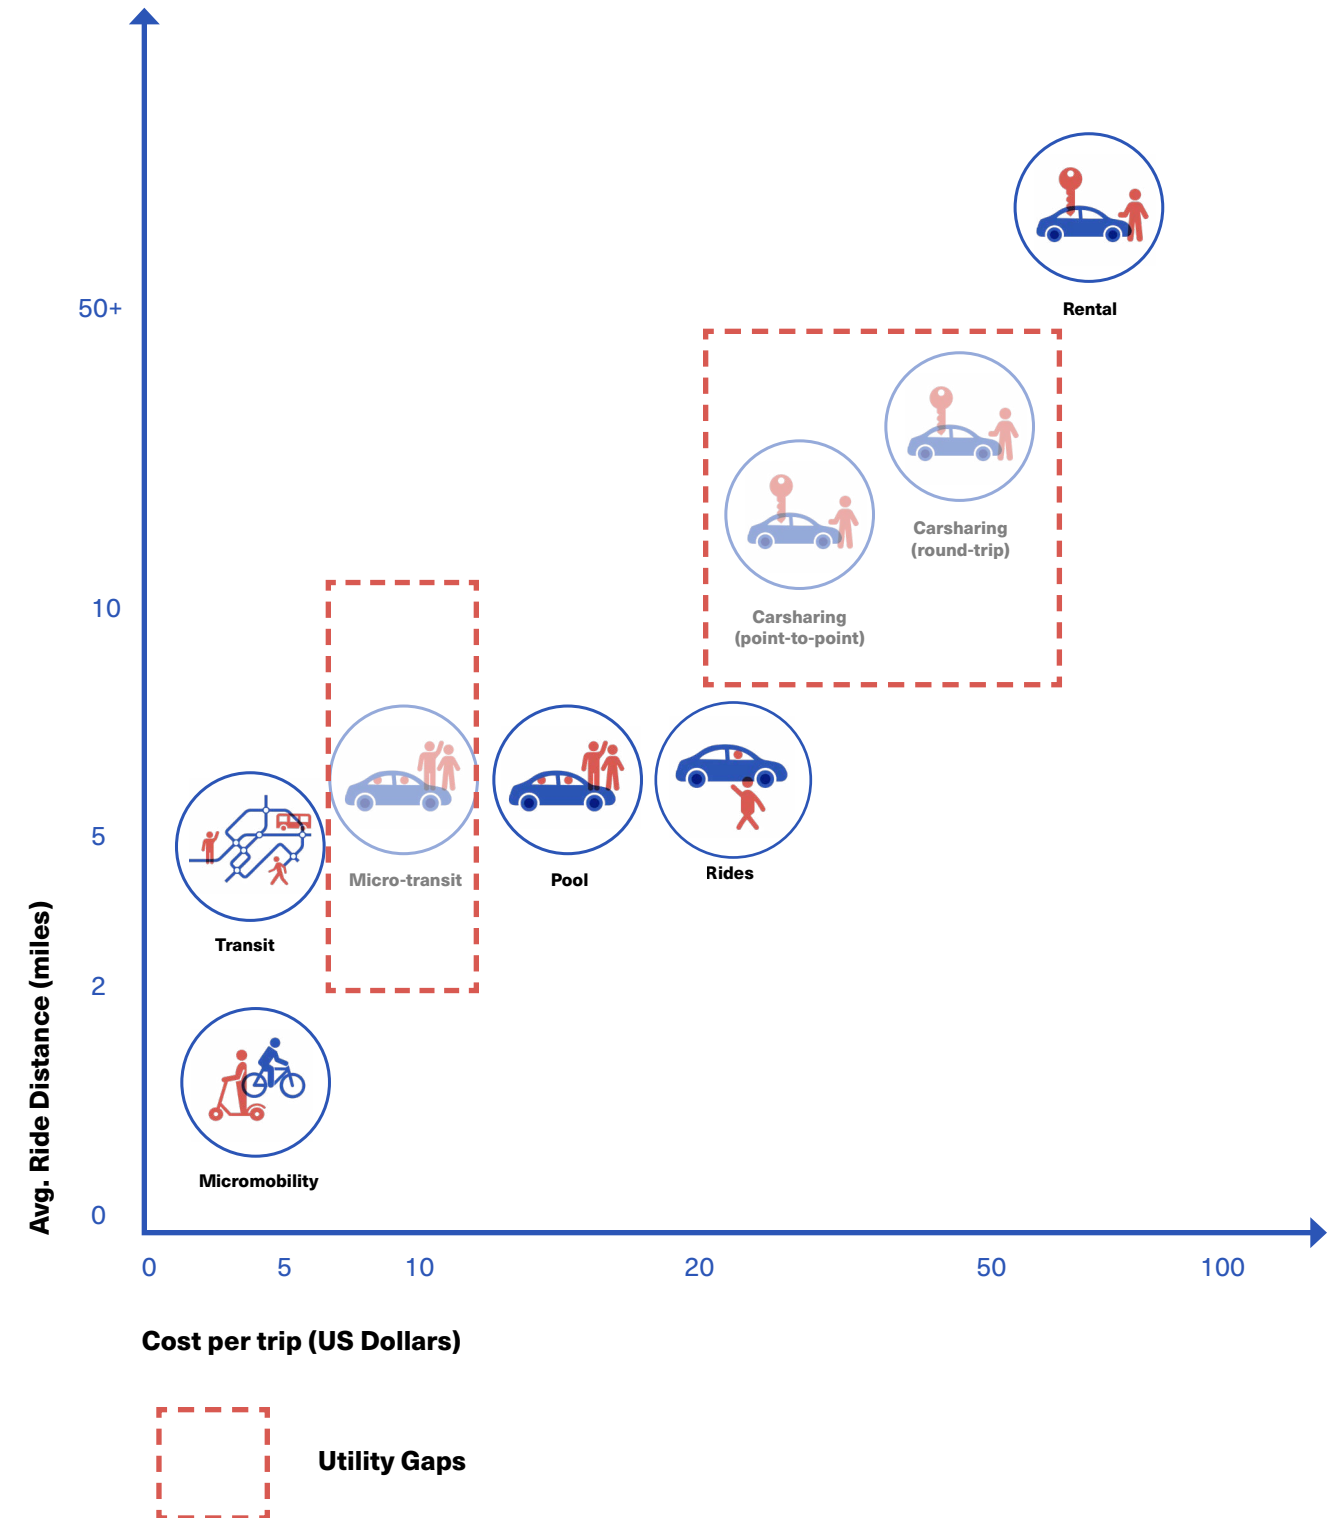 50+
Rental
Carsharing
(round-trip)
10
Carsharing
(point-to-point)
5
Micro-transit
Pool
Rides
Transit
2
Avg. Ride Distance (miles)
Micromobility
0
0 5 10 20 50 100
Cost per trip (US Dollars)
Utility Gaps